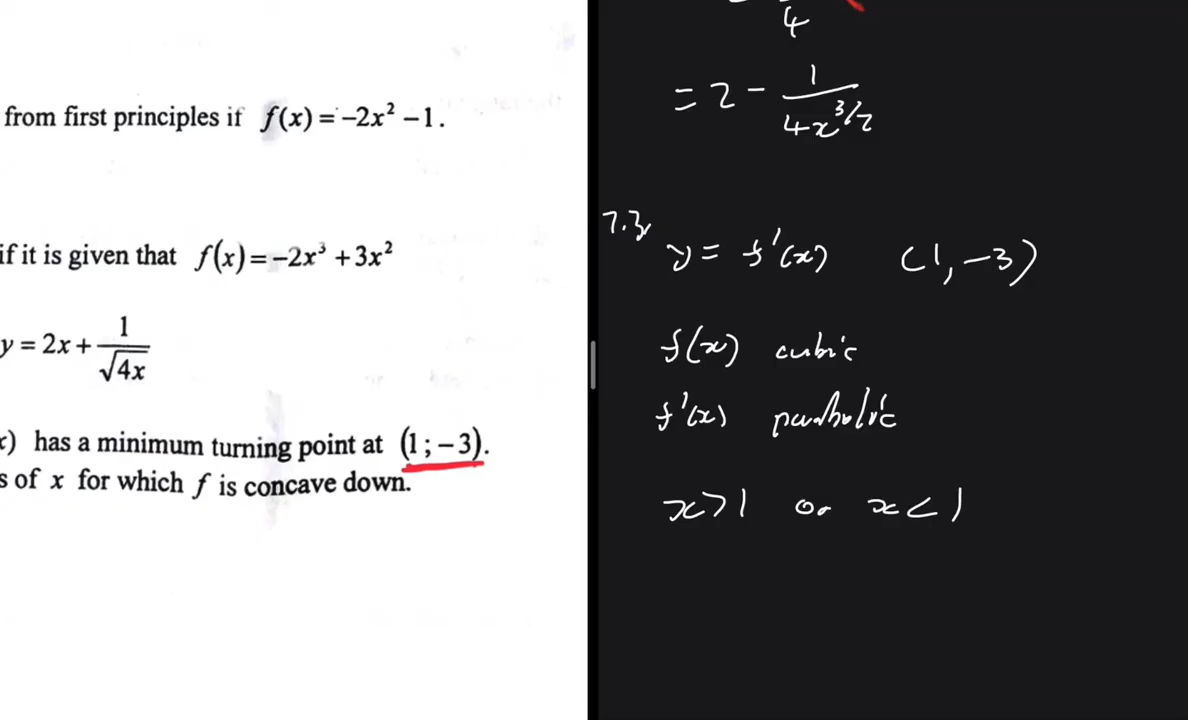 from first principles if f(x) = -2x² - 1.
if it is given that f(x) = -2x³ + 3x²
y = 2x + 1/√4x
x) has a minimum turning point at (1 ; -3).
s of x for which f is concave down.
4
= 2 - 1/4x^3/2
7.3
y = f'(x) (1, -3)
f(x) cubic
f'(x) parabolic
x > 1 or x < 1